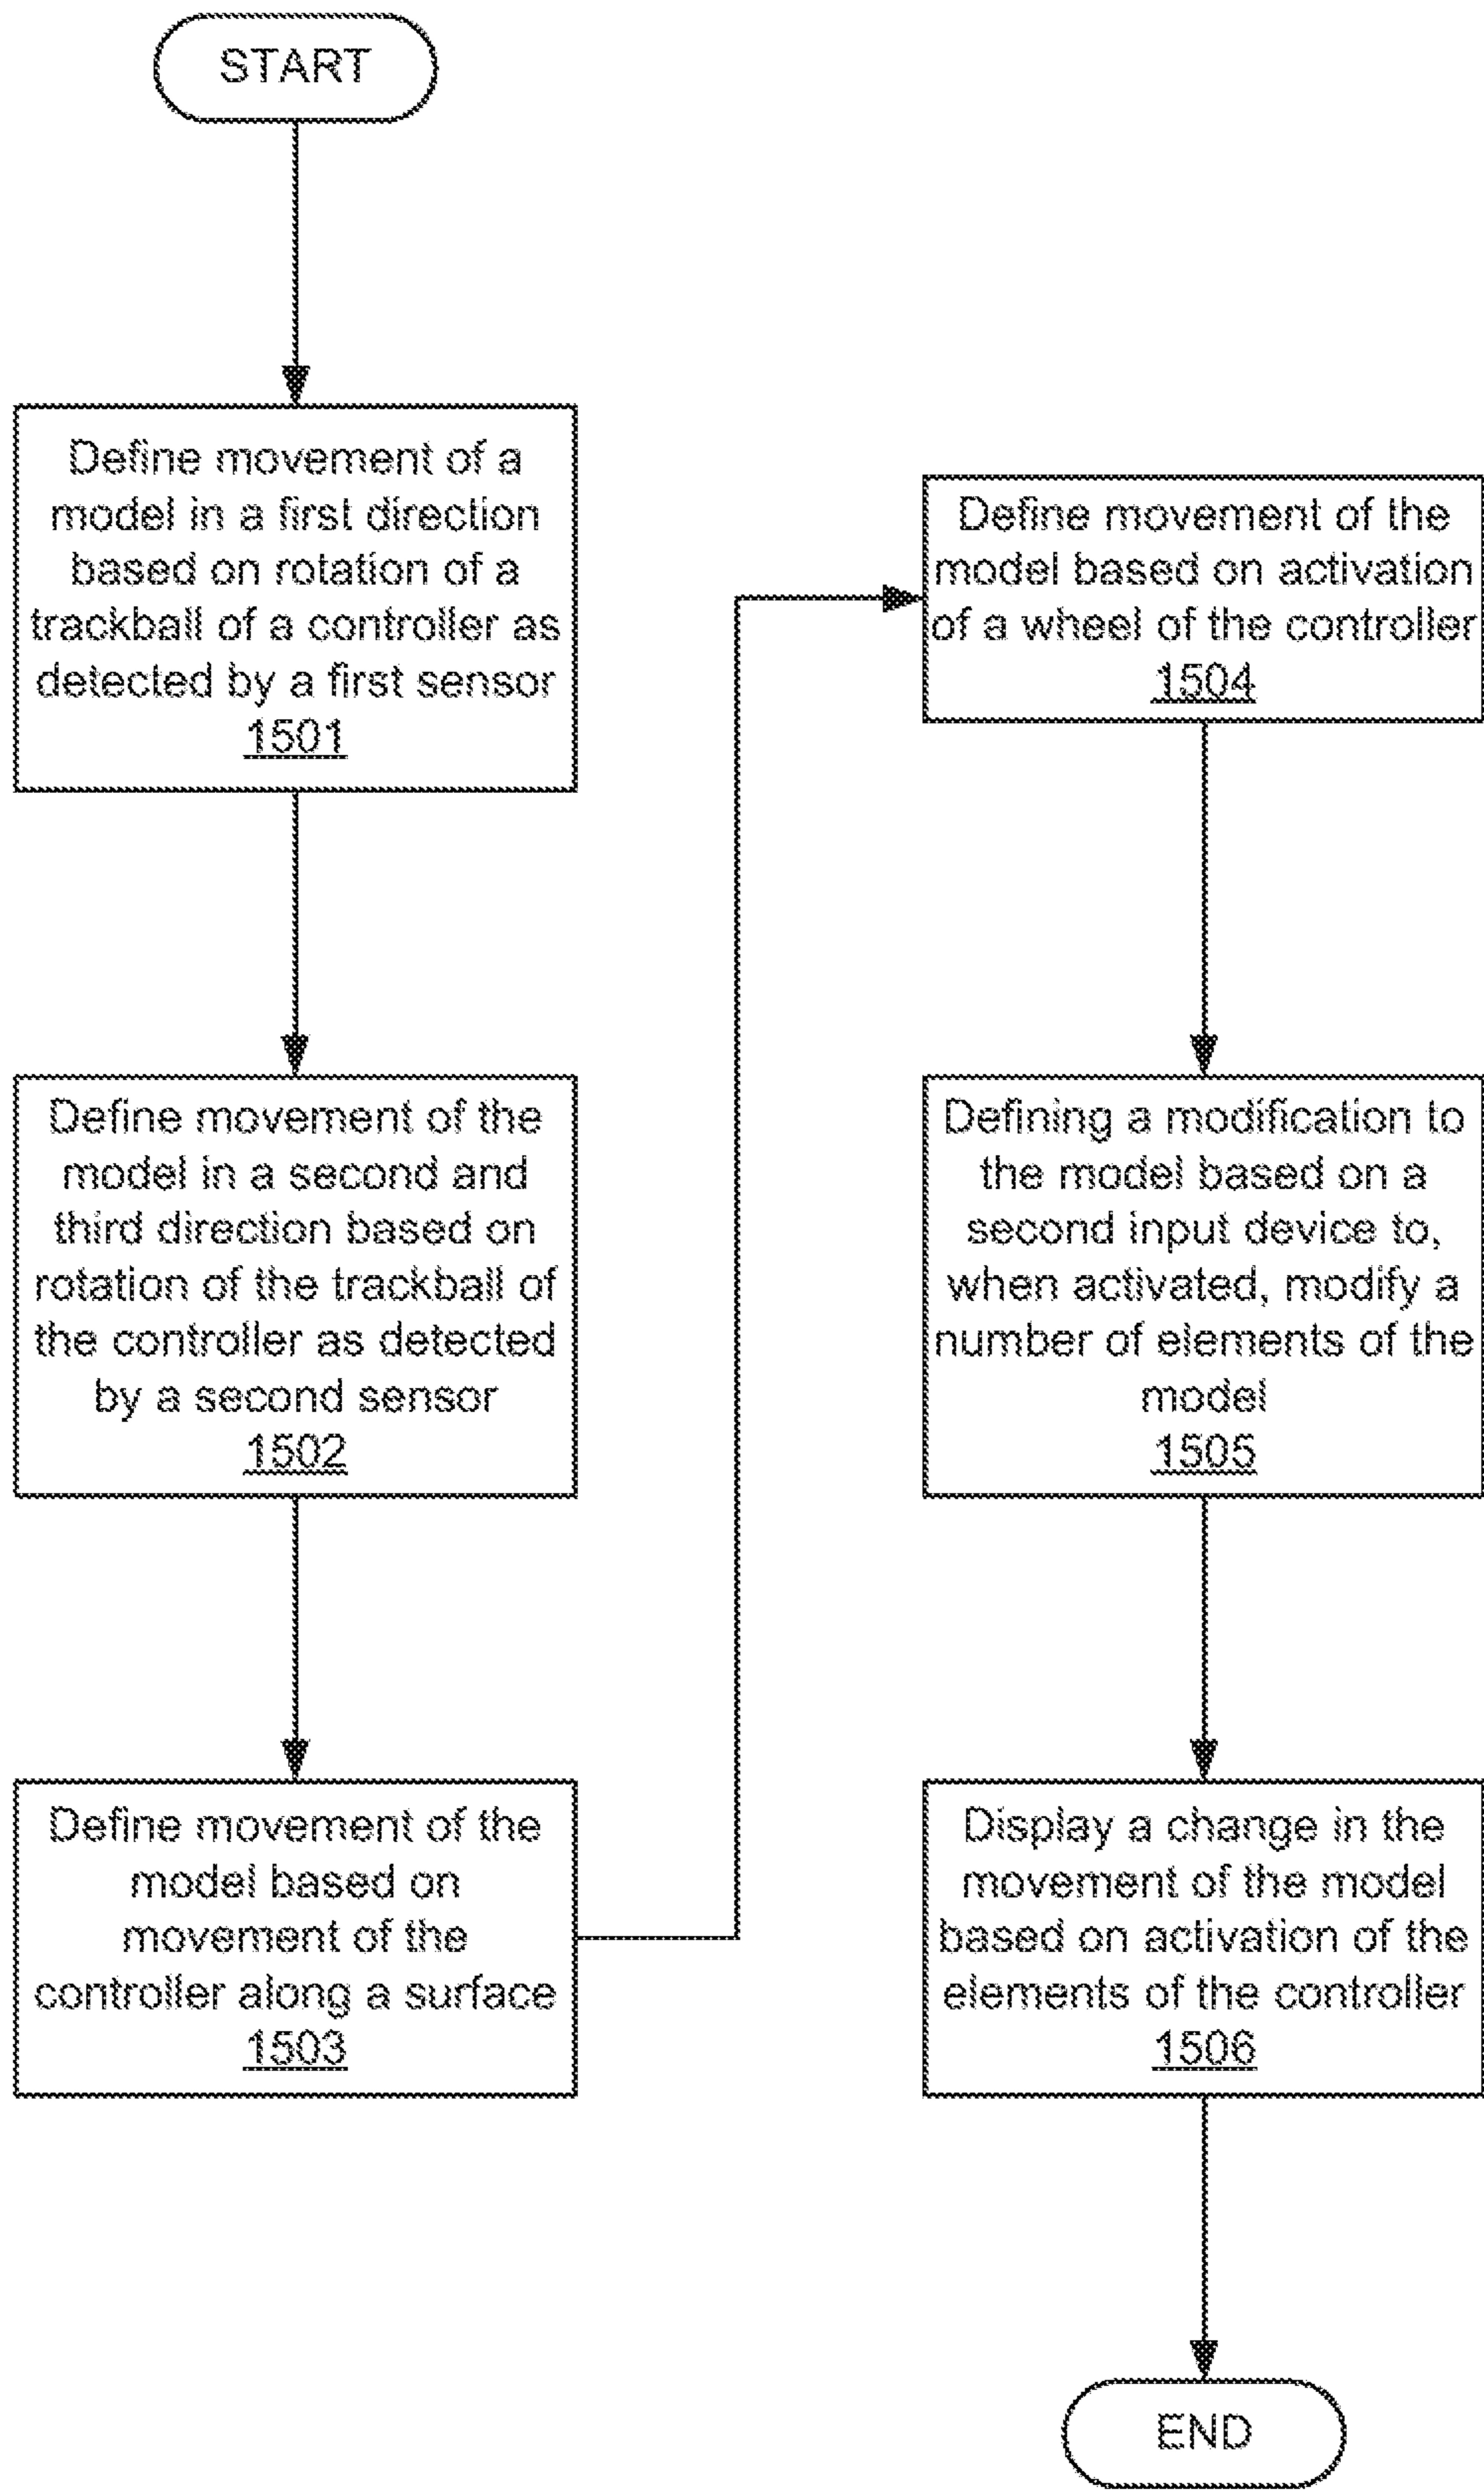 START
Define movement of a
model in a first direction
based on rotation of a
trackball of a controller as
detected by a first sensor
1501
Define movement of the
model in a second and
third direction based on
rotation of the trackball of
the controller as detected
by a second sensor
1502
Define movement of the
model based on
movement of the
controller along a surface
1503
Define movement of the
model based on activation
of a wheel of the controller
1504
Defining a modification to
the model based on a
second input device to,
when activated, modify a
number of elements of the
model
1505
Display a change in the
movement of the model
based on activation of the
elements of the controller
1506
END